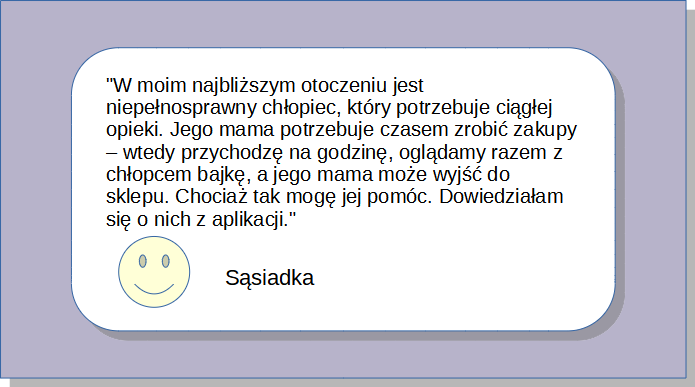 "W moim najbliższym otoczeniu jest
niepełnosprawny chłopiec, który potrzebuje ciągłej
opieki. Jego mama potrzebuje czasem zrobić zakupy
– wtedy przychodzę na godzinę, oglądamy razem z
chłopcem bajkę, a jego mama może wyjść do
sklepu. Chociaż tak mogę jej pomóc. Dowiedziałam
się o nich z aplikacji."
Sąsiadka